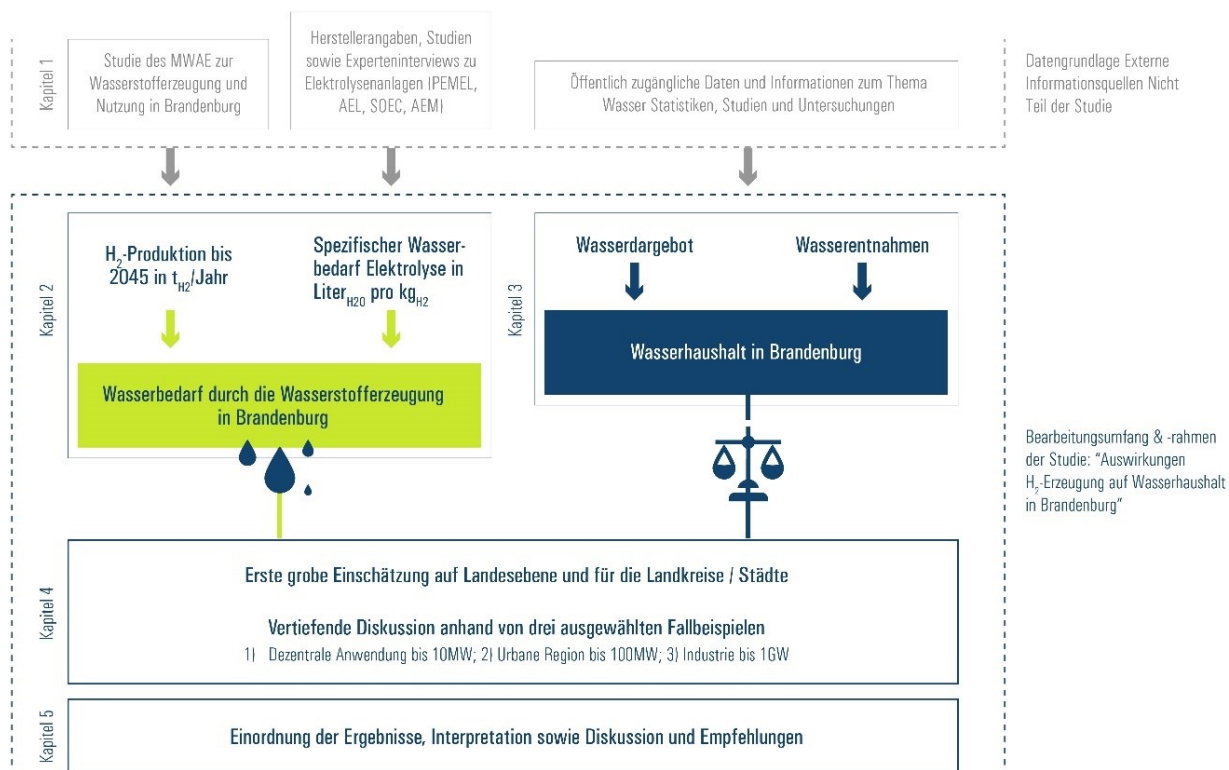 Kapitel 1
Studie des MWAE zur
Wasserstofferzeugung und
Nutzung in Brandenburg
Herstellerangaben, Studien
sowie Experteninterviews zu
Elektrolysenanlagen (PEMEL,
AEL, SOEC, AEM)
Öffentlich zugängliche Daten und Informationen zum Thema
Wasser Statistiken, Studien und Untersuchungen
Datengrundlage Externe
Informationsquellen Nicht
Teil der Studie
Kapitel 2
H₂-Produktion bis
2045 in t_H2/Jahr
Spezifischer Wasser-
bedarf Elektrolyse in
Liter_H2O pro kg_H2
Wasserbedarf durch die Wasserstofferzeugung
in Brandenburg
Kapitel 3
Wasserdargebot
Wasserentnahmen
Wasserhaushalt in Brandenburg
Bearbeitungsumfang & -rahmen
der Studie: "Auswirkungen
H₂-Erzeugung auf Wasserhaushalt
in Brandenburg"
Kapitel 4
Erste grobe Einschätzung auf Landesebene und für die Landkreise / Städte
Vertiefende Diskussion anhand von drei ausgewählten Fallbeispielen
1) Dezentrale Anwendung bis 10MW; 2) Urbane Region bis 100MW; 3) Industrie bis 1GW
Kapitel 5
Einordnung der Ergebnisse, Interpretation sowie Diskussion und Empfehlungen